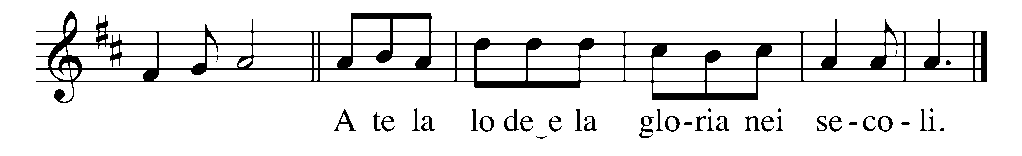 A te la lo de‿e la glo-ria nei se-co-li.